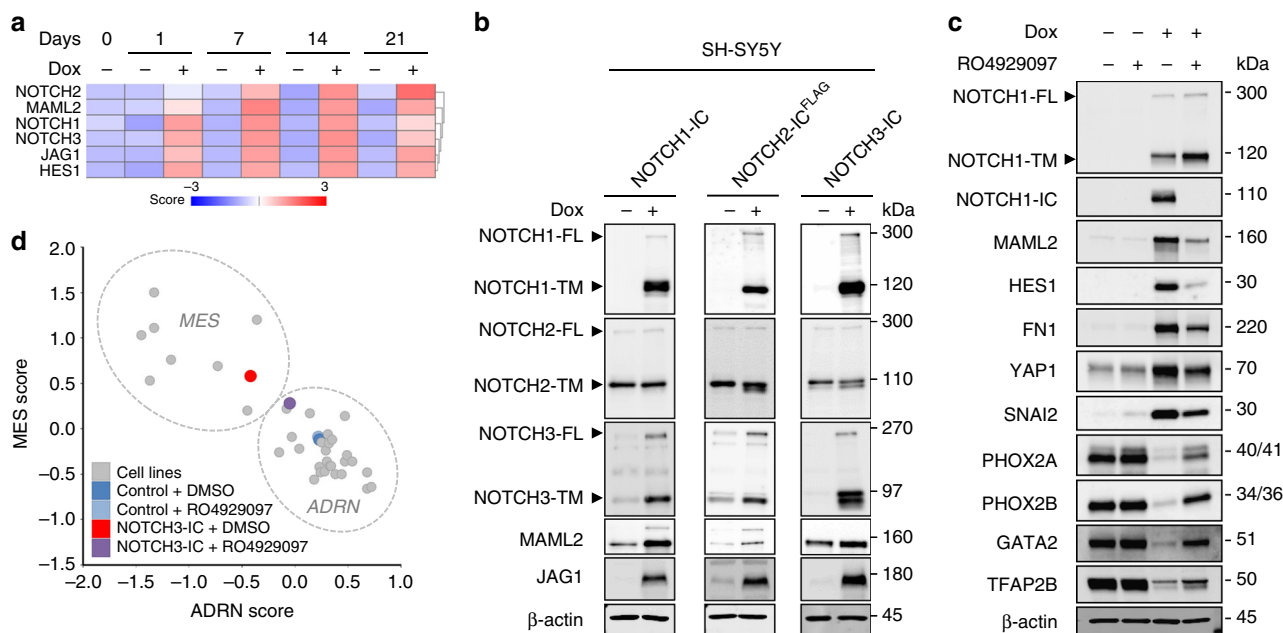 a
Days 0 1 7 14 21
Dox – – + – + – + – +
NOTCH2
MAML2
NOTCH1
NOTCH3
JAG1
HES1
–3 3
Score
b
SH-SY5Y
NOTCH1-IC
NOTCH2-IC^FLAG
NOTCH3-IC
Dox – + – + – + kDa
NOTCH1-FL 300
NOTCH1-TM 120
NOTCH2-FL 300
NOTCH2-TM 110
NOTCH3-FL 270
NOTCH3-TM 97
MAML2 160
JAG1 180
β-actin 45
c
Dox – – + +
RO4929097 – + – + kDa
NOTCH1-FL 300
NOTCH1-TM 120
NOTCH1-IC 110
MAML2 160
HES1 30
FN1 220
YAP1 70
SNAI2 30
PHOX2A 40/41
PHOX2B 34/36
GATA2 51
TFAP2B 50
β-actin 45
d
2.0
1.5
1.0
0.5
0.0
–0.5
–1.0
–1.5
MES score
MES
ADRN
Cell lines
Control + DMSO
Control + RO4929097
NOTCH3-IC + DMSO
NOTCH3-IC + RO4929097
–2.0 –1.5 –1.0 –0.5 0.0 0.5 1.0
ADRN score